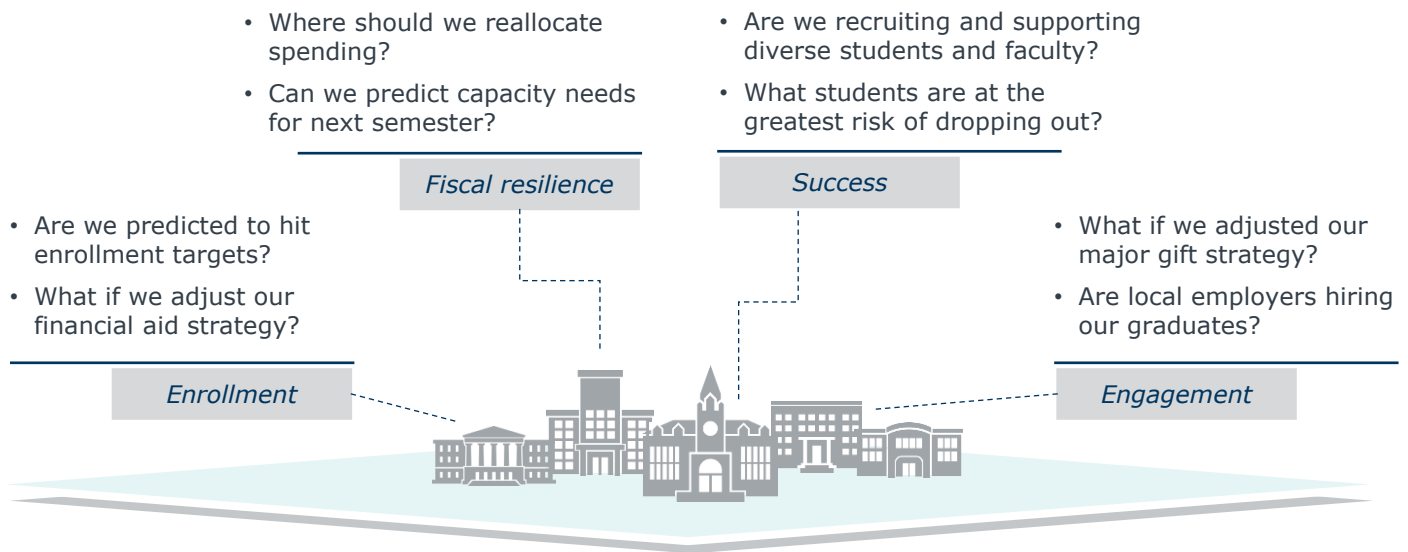 • Where should we reallocate
spending?
• Can we predict capacity needs
for next semester?
Fiscal resilience
• Are we recruiting and supporting
diverse students and faculty?
• What students are at the
greatest risk of dropping out?
Success
• Are we predicted to hit
enrollment targets?
• What if we adjust our
financial aid strategy?
Enrollment
• What if we adjusted our
major gift strategy?
• Are local employers hiring
our graduates?
Engagement